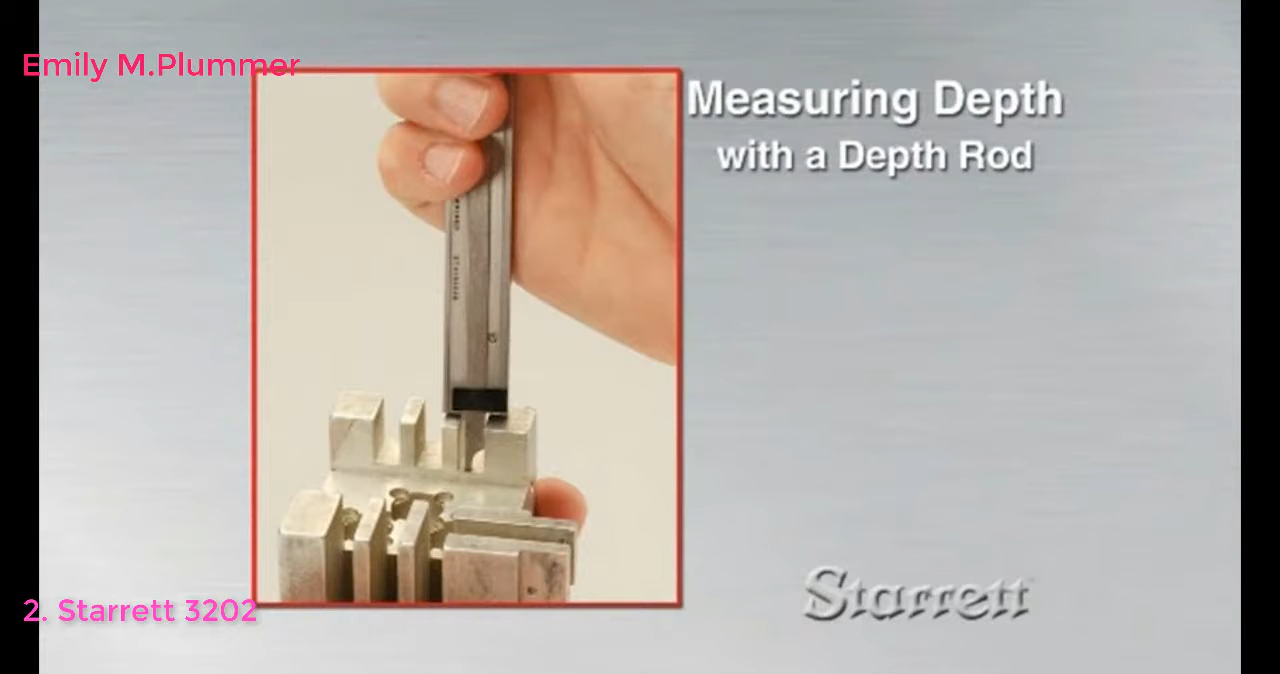 Emily M.Plummer
Measuring Depth
with a Depth Rod
2. Starrett 3202
Starrett